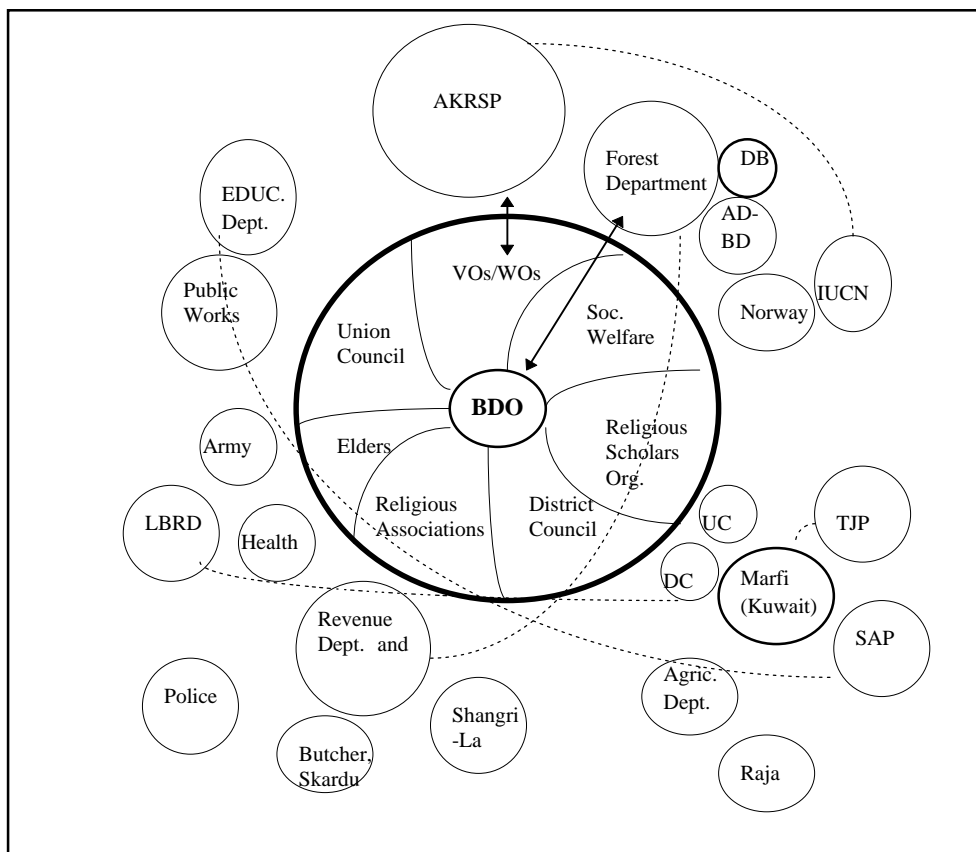 AKRSP
Forest
Department
DB
EDUC.
Dept.
AD-
BD
VOs/WOs
Public
Works
Norway
IUCN
Soc.
Welfare
Union
Council
BDO
Religious
Scholars
Org.
Army
Elders
Religious
Associations
District
Council
LBRD
Health
UC
TJP
DC
Marfi
(Kuwait)
Revenue
Dept. and
SAP
Agric.
Dept.
Police
Shangri
-La
Butcher,
Skardu
Raja